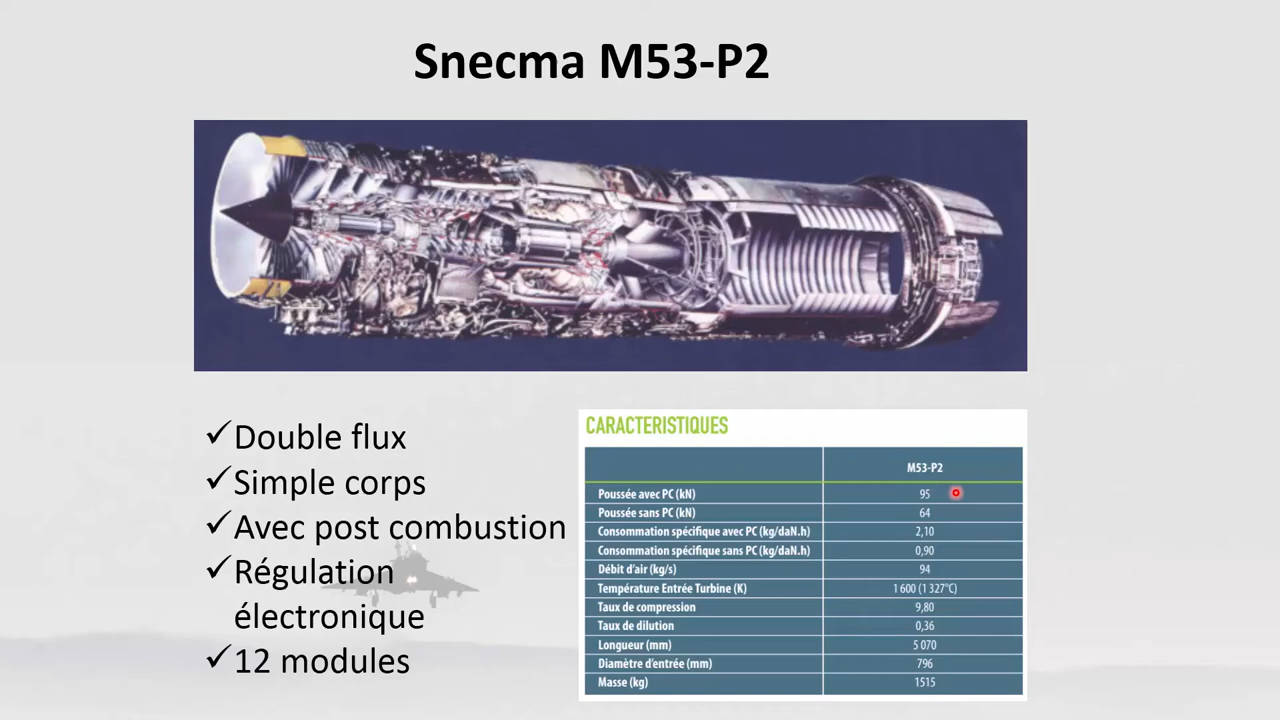 Snecma M53-P2
✓Double flux
✓Simple corps
✓Avec post combustion
✓Régulation
électronique
✓12 modules
CARACTERISTIQUES
M53-P2
Poussée avec PC (kN) 95
Poussée sans PC (kN) 64
Consommation spécifique avec PC (kg/daN.h) 2,10
Consommation spécifique sans PC (kg/daN.h) 0,90
Débit d'air (kg/s) 94
Température Entrée Turbine (K) 1 600 (1 327°C)
Taux de compression 9,80
Taux de dilution 0,36
Longueur (mm) 5 070
Diamètre d'entrée (mm) 796
Masse (kg) 1515